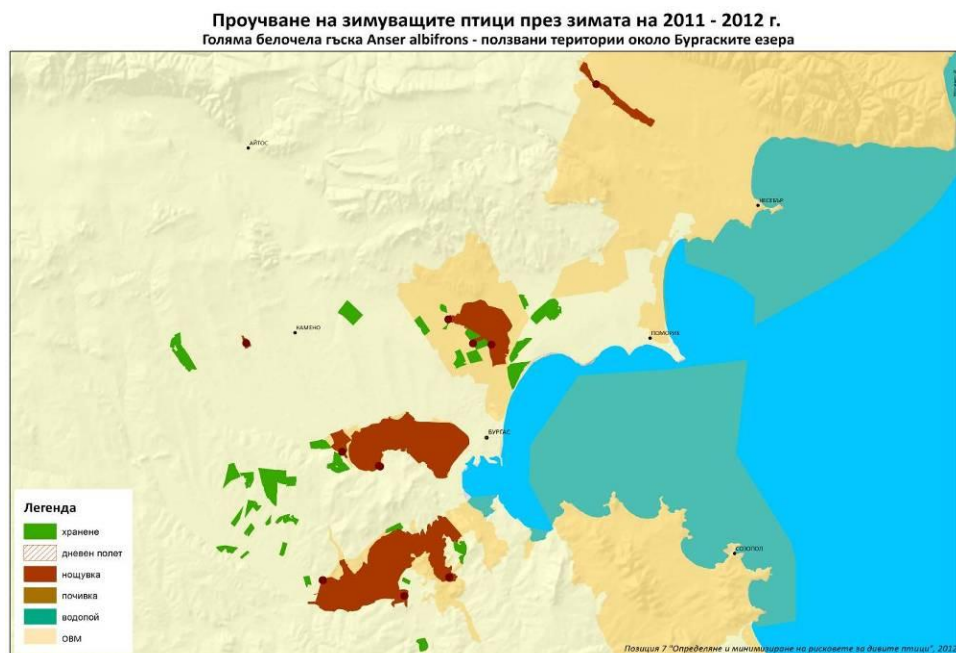 Проучване на зимуващите птици през зимата на 2011 - 2012 г.
Голяма белочела гъска Anser albifrons - ползвани територии около Бургаските езера
АЙТОС
НЕСЕБЪР
КАМЕНО
ПОМОРИЕ
БУРГАС
СОЗОПОЛ
Легенда
хранене
дневен полет
нощувка
почивка
водопой
ОВМ
Позиция 7 "Определяне и минимизиране на рисковете за дивите птици", 2012